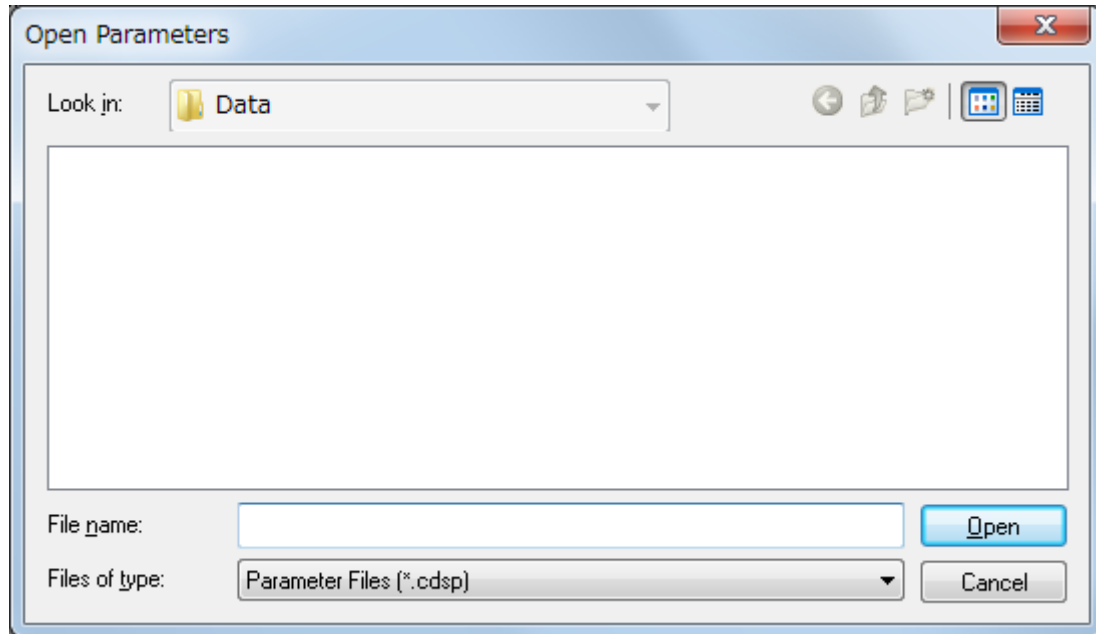 Open Parameters
Look in: Data
File name: Open
Files of type: Parameter Files (*.cdsp) Cancel